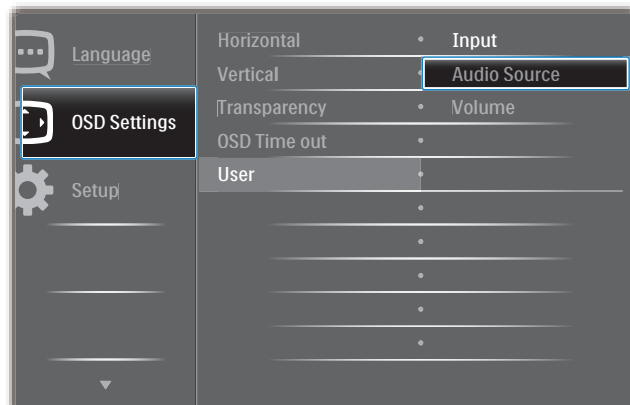 Language
OSD Settings
Setup
Horizontal
Vertical
Transparency
OSD Time out
User
Input
Audio Source
Volume